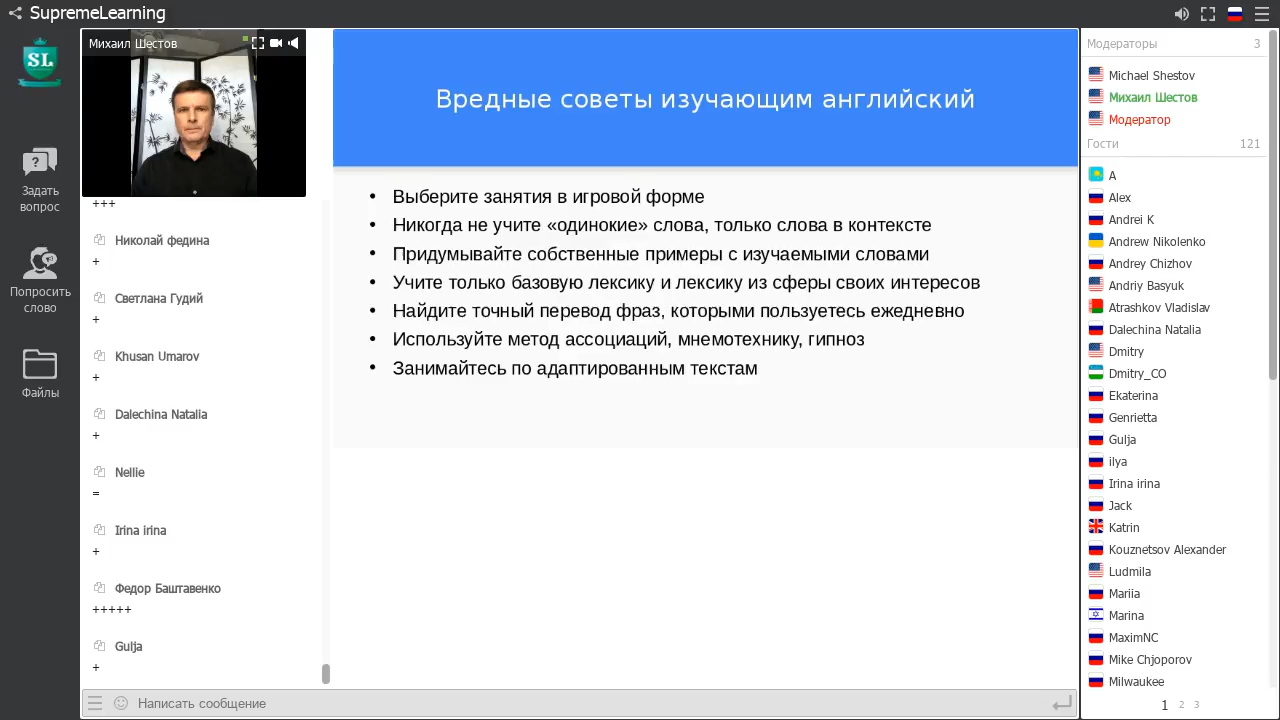 SupremeLearning
SL
Задать
вопрос
Попросить
слово
Файлы
Михаил Шестов
+++
Николай федина
+
Светлана Гудий
+
Khusan Umarov
+
Dalechina Natalia
+
Nellie
=
Irina irina
+
Федор Баштавенко
+++++
Gulja
+
Написать сообщение
Вредные советы изучающим английский
• Выберите занятия в игровой форме
• Никогда не учите «одинокие» слова, только слова в контексте
• Придумывайте собственные примеры с изучаемыми словами
• Учите только базовую лексику и лексику из сферы своих интересов
• Найдите точный перевод фраз, которыми пользуетесь ежедневно
• Используйте метод ассоциаций, мнемотехнику, гипноз
• Занимайтесь по адаптированным текстам
Модераторы 3
Michael Shestov
Михаил Шестов
Модератор
Гости 121
A
Alex
Andrei K
Andrew Nikolenko
Andrey Chizhov
Andriy Basyuk
Atrashkov Vladislav
Dalechina Natalia
Dmitry
Dmitry_CO
Ekaterina
Genrietta
Gulja
ilya
Irina irina
Jack
Katrin
Kouznetsov Alexander
Ludmila
Mariia
Marina
MaximNC
Mike Chjoporov
Milwaukee
1 2 3